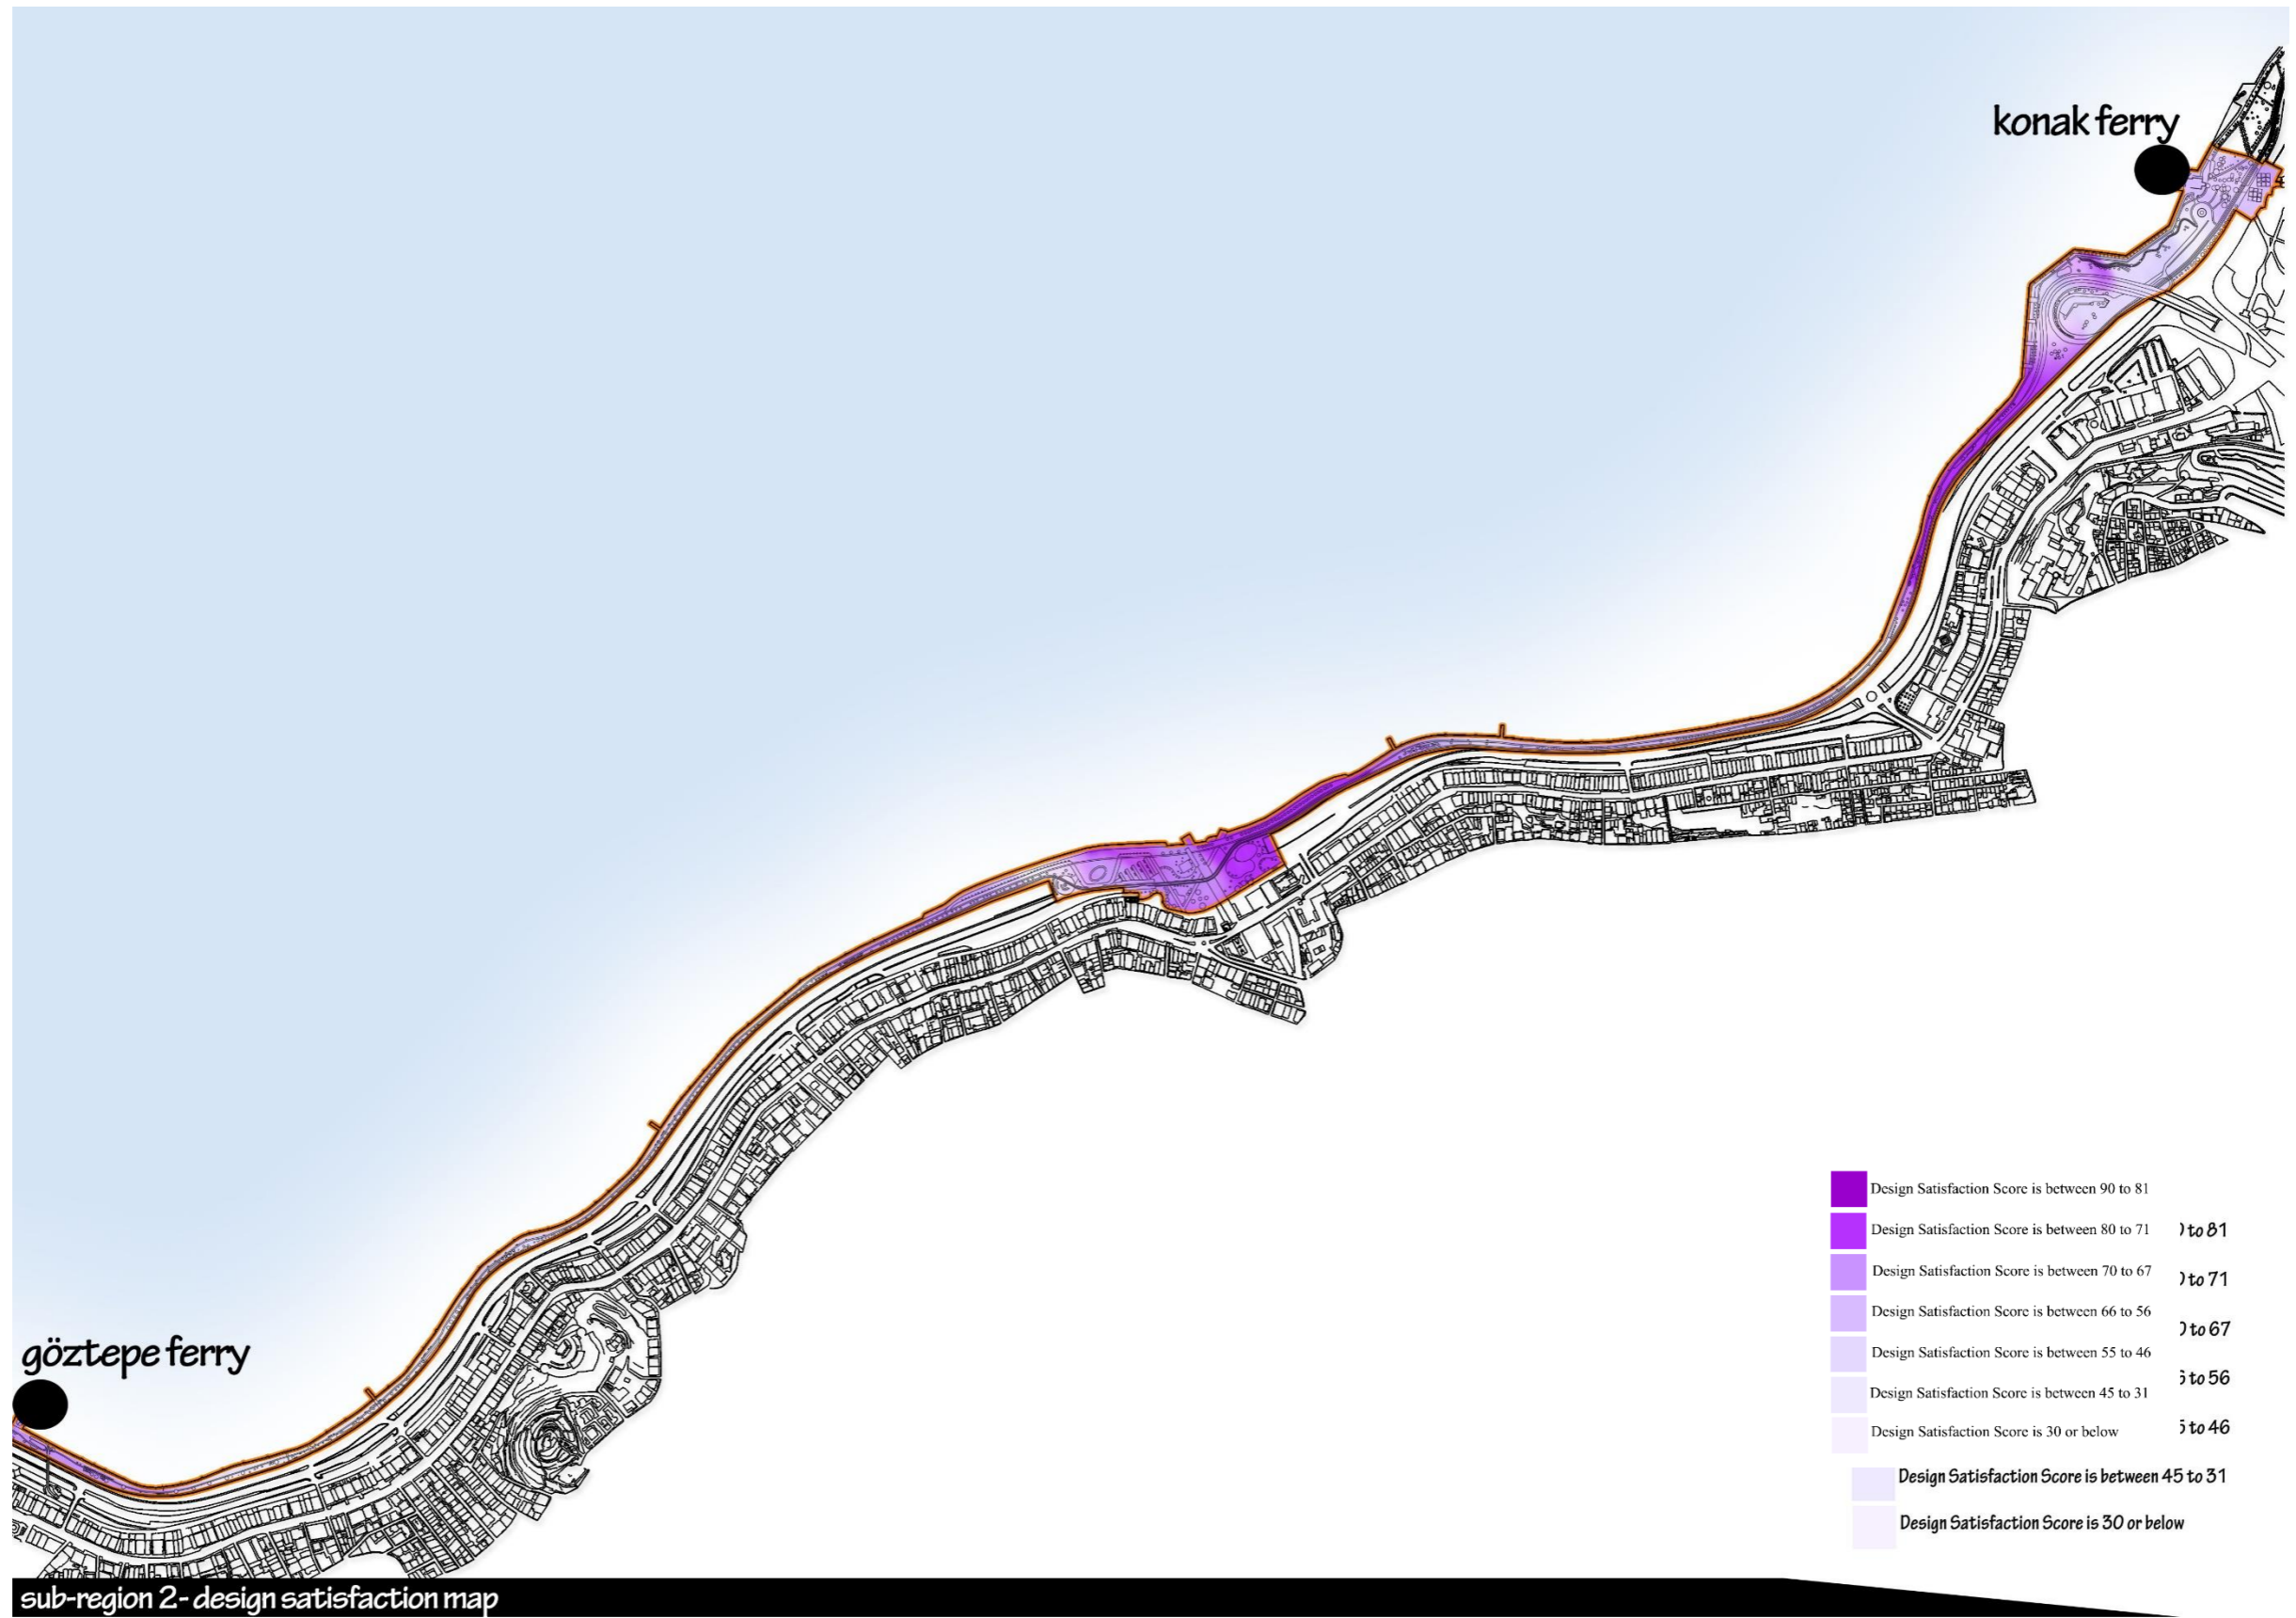 konak ferry
göztepe ferry
Design Satisfaction Score is between 90 to 81
Design Satisfaction Score is between 80 to 71
to 81
Design Satisfaction Score is between 70 to 67
to 71
Design Satisfaction Score is between 66 to 56
to 67
Design Satisfaction Score is between 55 to 46
to 56
Design Satisfaction Score is between 45 to 31
Design Satisfaction Score is 30 or below
to 46
Design Satisfaction Score is between 45 to 31
Design Satisfaction Score is 30 or below
sub-region 2- design satisfaction map